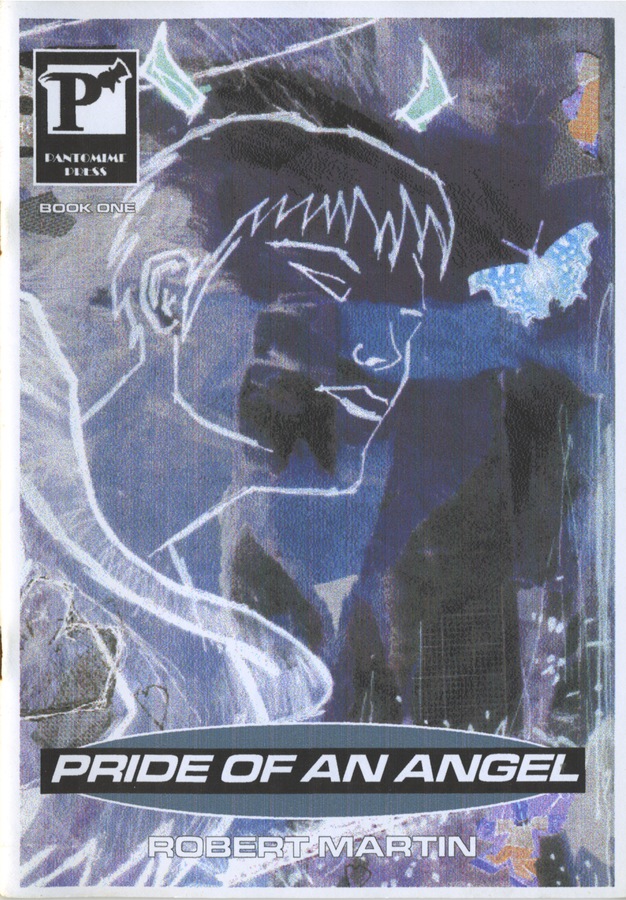 P
PANTOMIME
PRESS
BOOK ONE
PRIDE OF AN ANGEL
ROBERT MARTIN